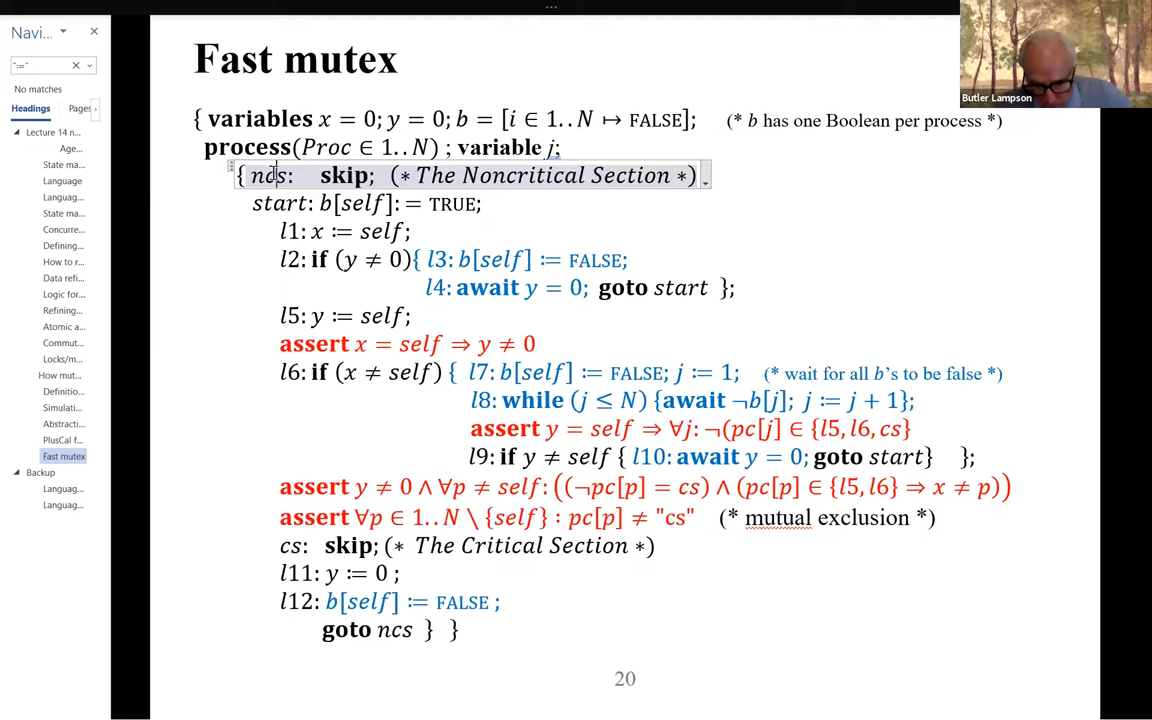 Navi...
":="
No matches
Headings
Pages
Lecture 14 n...
Age...
State ma...
Language
State ma...
Languag...
State ma...
Concurre...
Defining...
How to r...
Data refi...
Logic for...
Refining...
Atomic a...
Commut...
Locks/m...
How mut...
Definitio...
Simulati...
Abstracti...
PlusCal f...
Fast mutex
Backup
Languag...
Languag...
Butler Lampson
Fast mutex
{ variables x = 0; y = 0; b = [i ∈ 1..N ↦ FALSE]; (* b has one Boolean per process *)
process(Proc ∈ 1..N) ; variable j;
{ ncs: skip; (* The Noncritical Section *)
start: b[self]: = TRUE;
l1: x ≔ self;
l2: if (y ≠ 0){ l3: b[self] ≔ FALSE;
l4: await y = 0; goto start };
l5: y ≔ self;
assert x = self ⇒ y ≠ 0
l6: if (x ≠ self) { l7: b[self] ≔ FALSE; j ≔ 1; (* wait for all b's to be false *)
l8: while (j ≤ N) {await ¬b[j]; j ≔ j + 1};
assert y = self ⇒ ∀j: ¬(pc[j] ∈ {l5, l6, cs}
l9: if y ≠ self { l10: await y = 0; goto start} };
assert y ≠ 0 ∧ ∀p ≠ self: ((¬pc[p] = cs) ∧ (pc[p] ∈ {l5, l6} ⇒ x ≠ p))
assert ∀p ∈ 1..N \ {self} : pc[p] ≠ "cs" (* mutual exclusion *)
cs: skip; (* The Critical Section *)
l11: y ≔ 0 ;
l12: b[self] ≔ FALSE ;
goto ncs } }
20